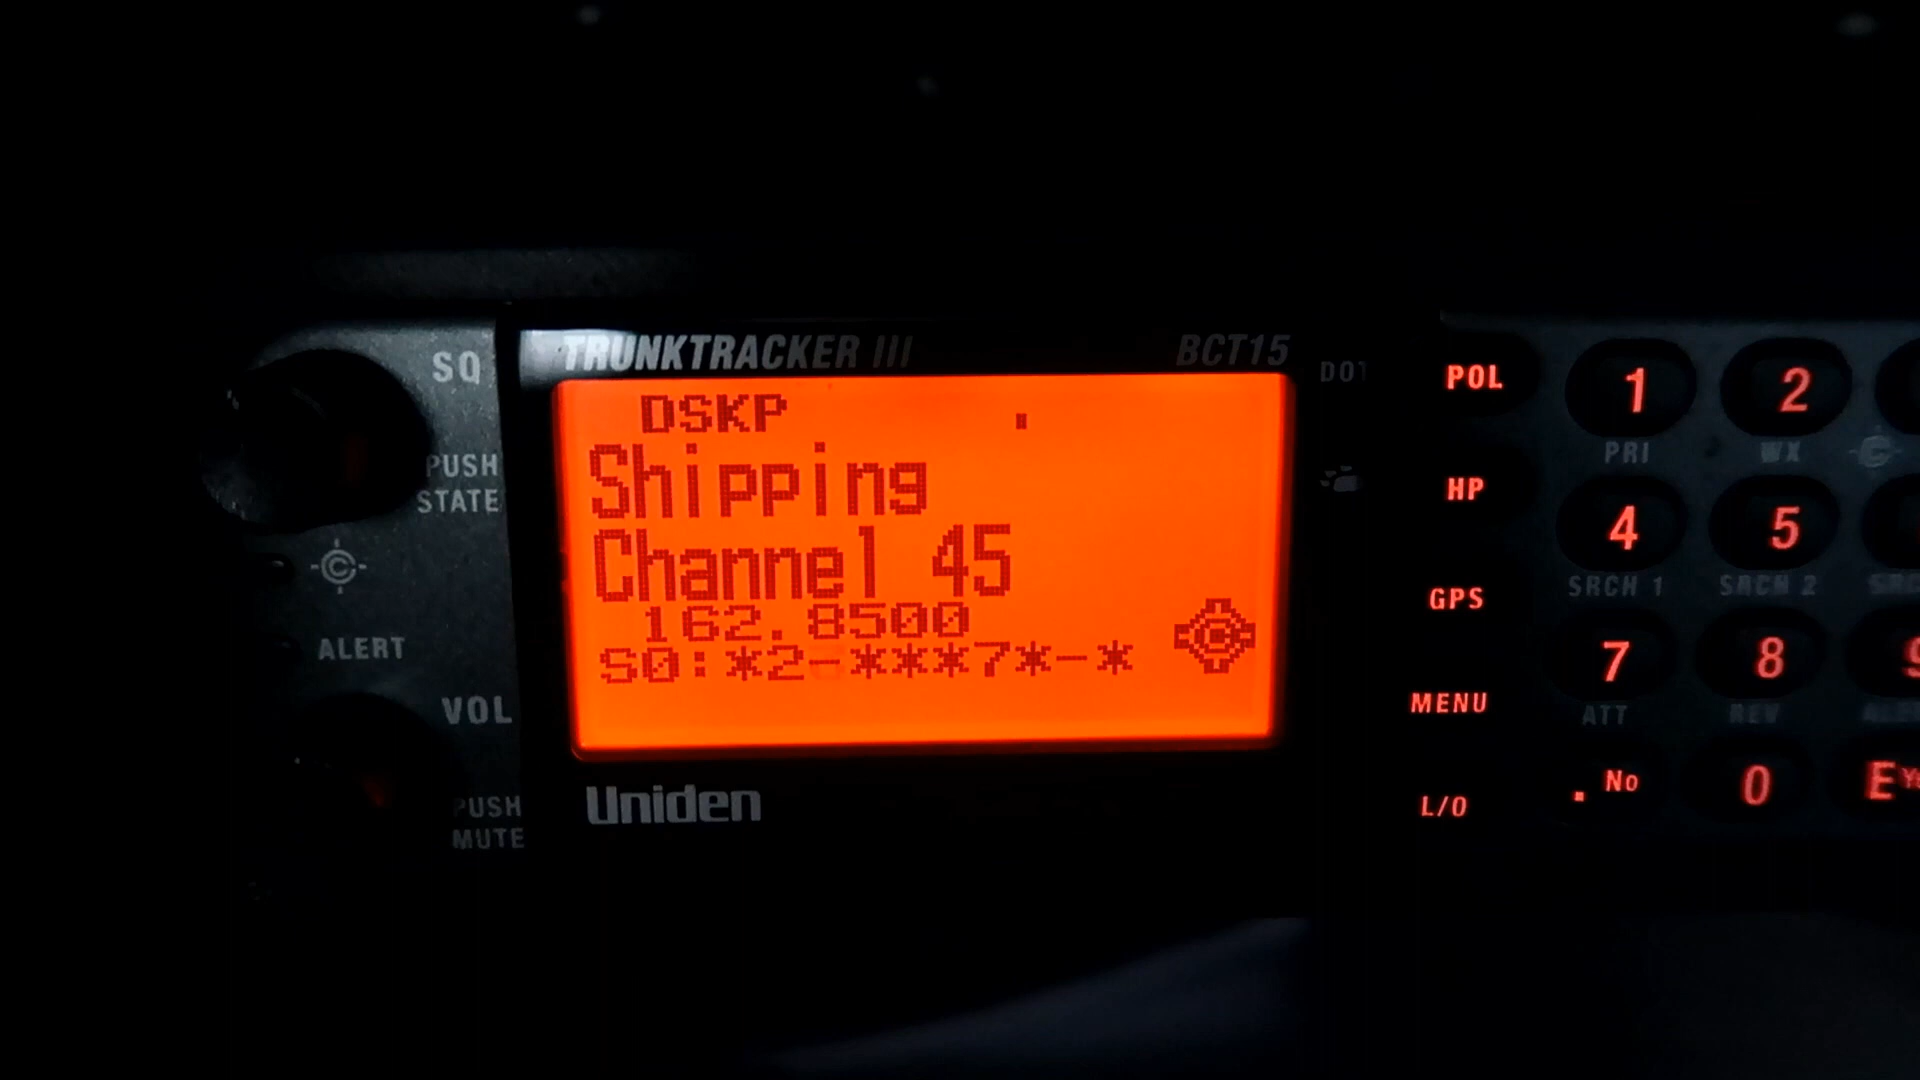 TRUNKTRACKER III
BCT15
SQ
PUSH
STATE
ALERT
VOL
PUSH
MUTE
DSKP
Shipping
Channel 45
162.8500
S0:*2-***7*-*
Uniden
POL
HP
GPS
MENU
L/O
1
2
PRI
WX
4
5
SRCH 1
SRCH 2
7
8
9
ATT
REV
. No
0
E